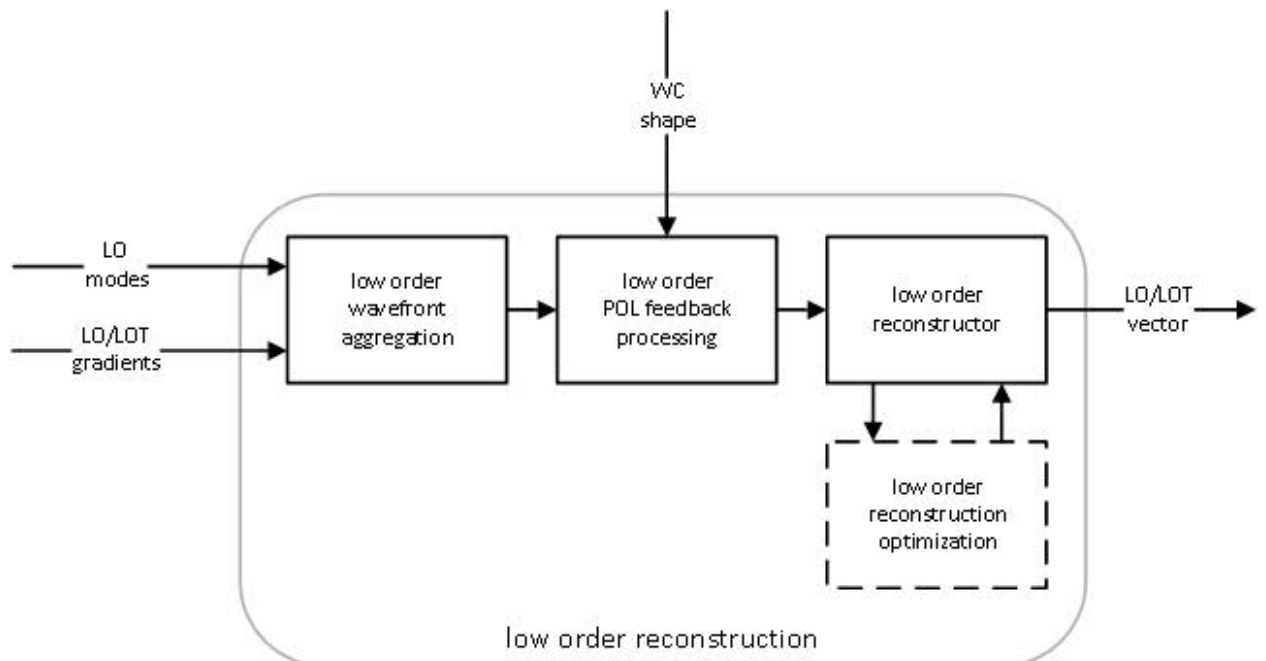 WC
shape
LO
modes
LO/LOT
gradients
low order
wavefront
aggregation
low order
POL feedback
processing
low order
reconstructor
LO/LOT
vector
low order
reconstruction
optimization
low order reconstruction